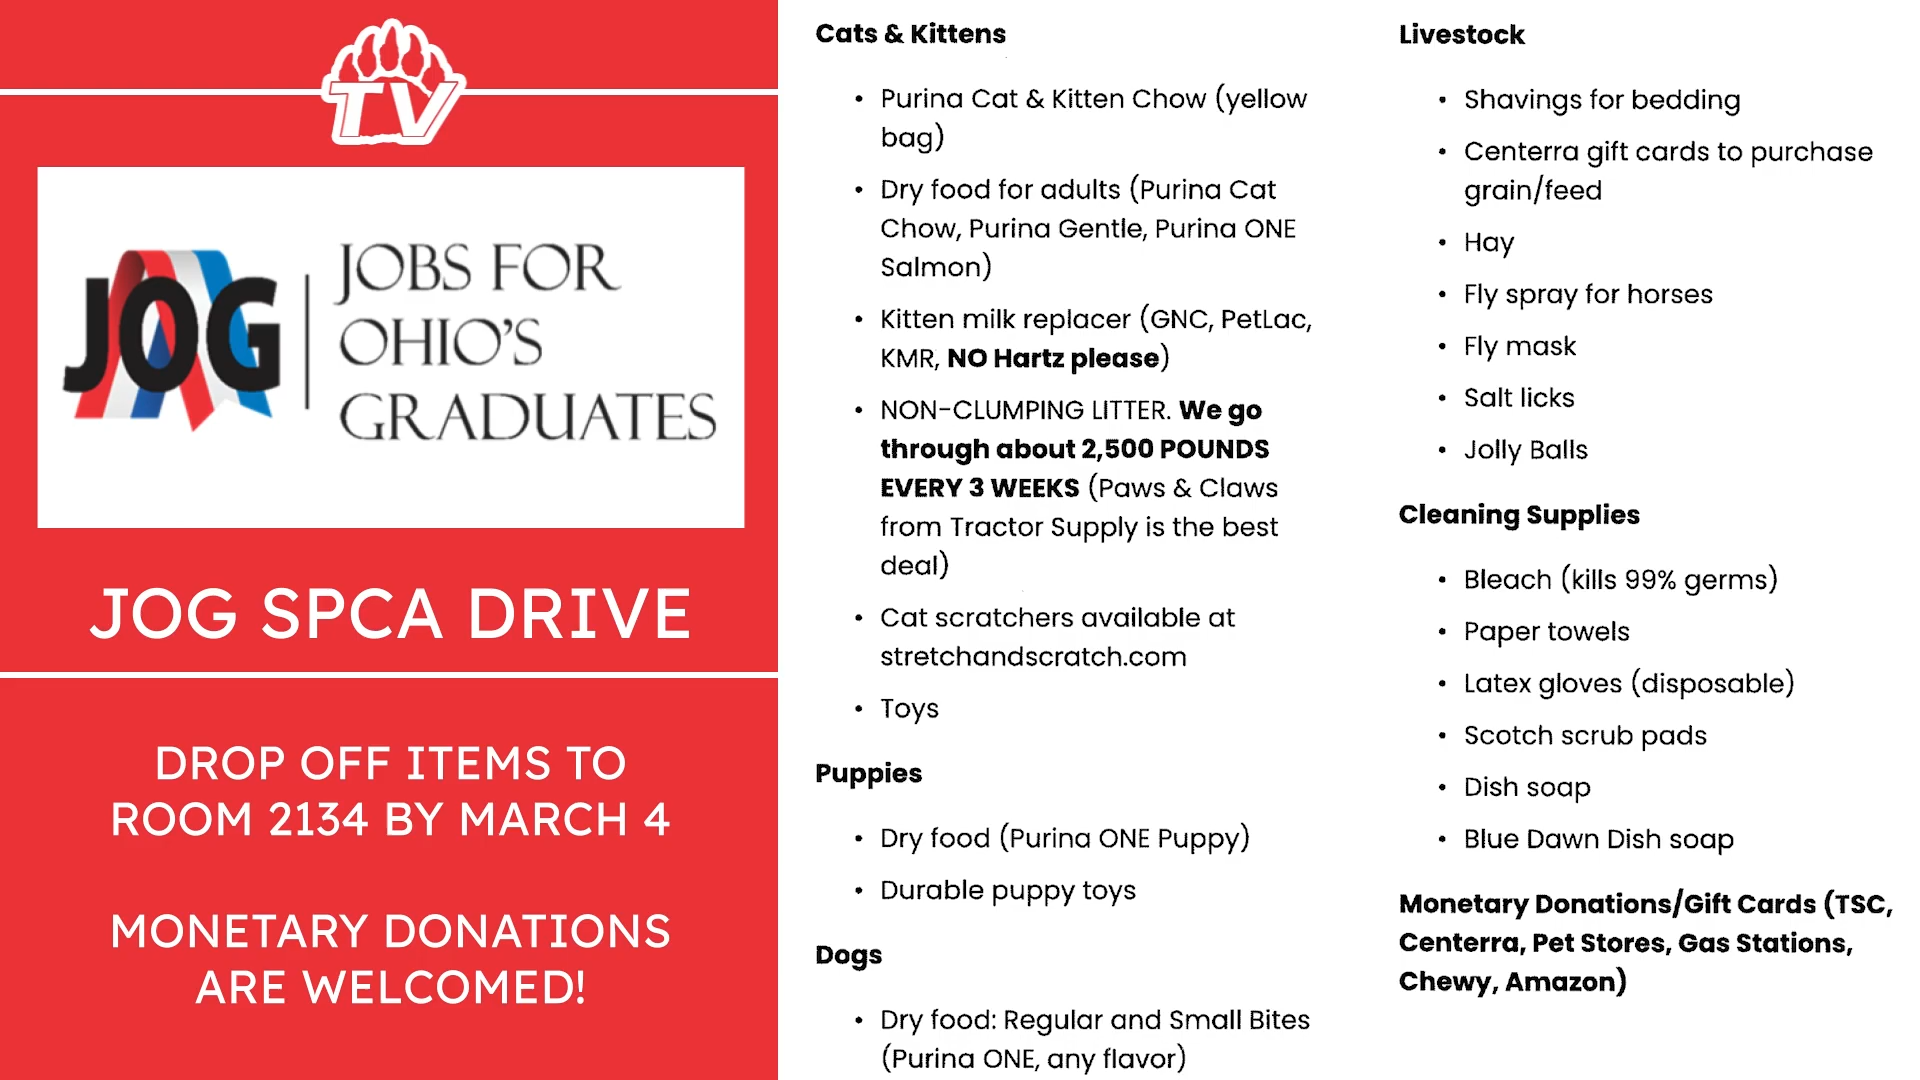 TV
JOG
JOBS FOR
OHIO'S
GRADUATES
JOG SPCA DRIVE
DROP OFF ITEMS TO
ROOM 2134 BY MARCH 4
MONETARY DONATIONS
ARE WELCOMED!
Cats & Kittens
• Purina Cat & Kitten Chow (yellow
bag)
• Dry food for adults (Purina Cat
Chow, Purina Gentle, Purina ONE
Salmon)
• Kitten milk replacer (GNC, PetLac,
KMR, NO Hartz please)
• NON-CLUMPING LITTER. We go
through about 2,500 POUNDS
EVERY 3 WEEKS (Paws & Claws
from Tractor Supply is the best
deal)
• Cat scratchers available at
stretchandscratch.com
• Toys
Puppies
• Dry food (Purina ONE Puppy)
• Durable puppy toys
Dogs
• Dry food: Regular and Small Bites
(Purina ONE, any flavor)
Livestock
• Shavings for bedding
• Centerra gift cards to purchase
grain/feed
• Hay
• Fly spray for horses
• Fly mask
• Salt licks
• Jolly Balls
Cleaning Supplies
• Bleach (kills 99% germs)
• Paper towels
• Latex gloves (disposable)
• Scotch scrub pads
• Dish soap
• Blue Dawn Dish soap
Monetary Donations/Gift Cards (TSC,
Centerra, Pet Stores, Gas Stations,
Chewy, Amazon)